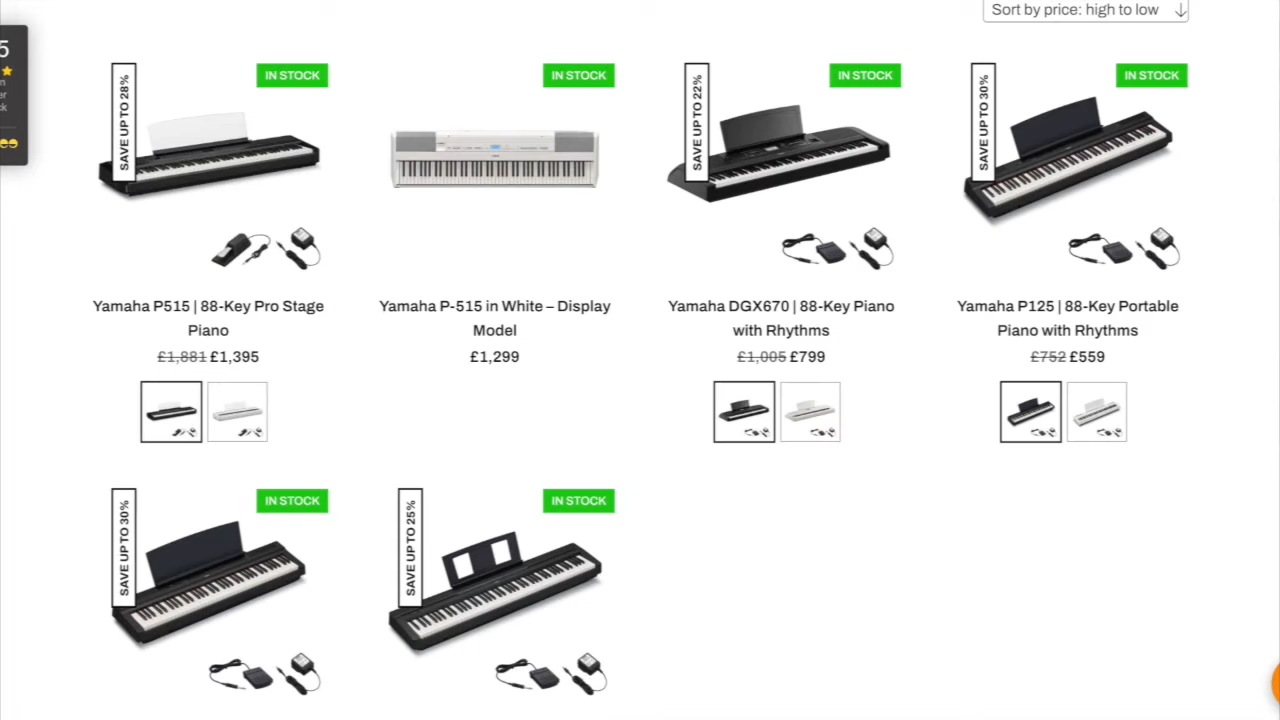 Sort by price: high to low
5
n
er
ck
SAVE UP TO 28%
IN STOCK
IN STOCK
SAVE UP TO 22%
IN STOCK
SAVE UP TO 30%
IN STOCK
Yamaha P515 | 88-Key Pro Stage
Piano
£1,881 £1,395
Yamaha P-515 in White – Display
Model
£1,299
Yamaha DGX670 | 88-Key Piano
with Rhythms
£1,005 £799
Yamaha P125 | 88-Key Portable
Piano with Rhythms
£752 £559
SAVE UP TO 30%
IN STOCK
SAVE UP TO 25%
IN STOCK